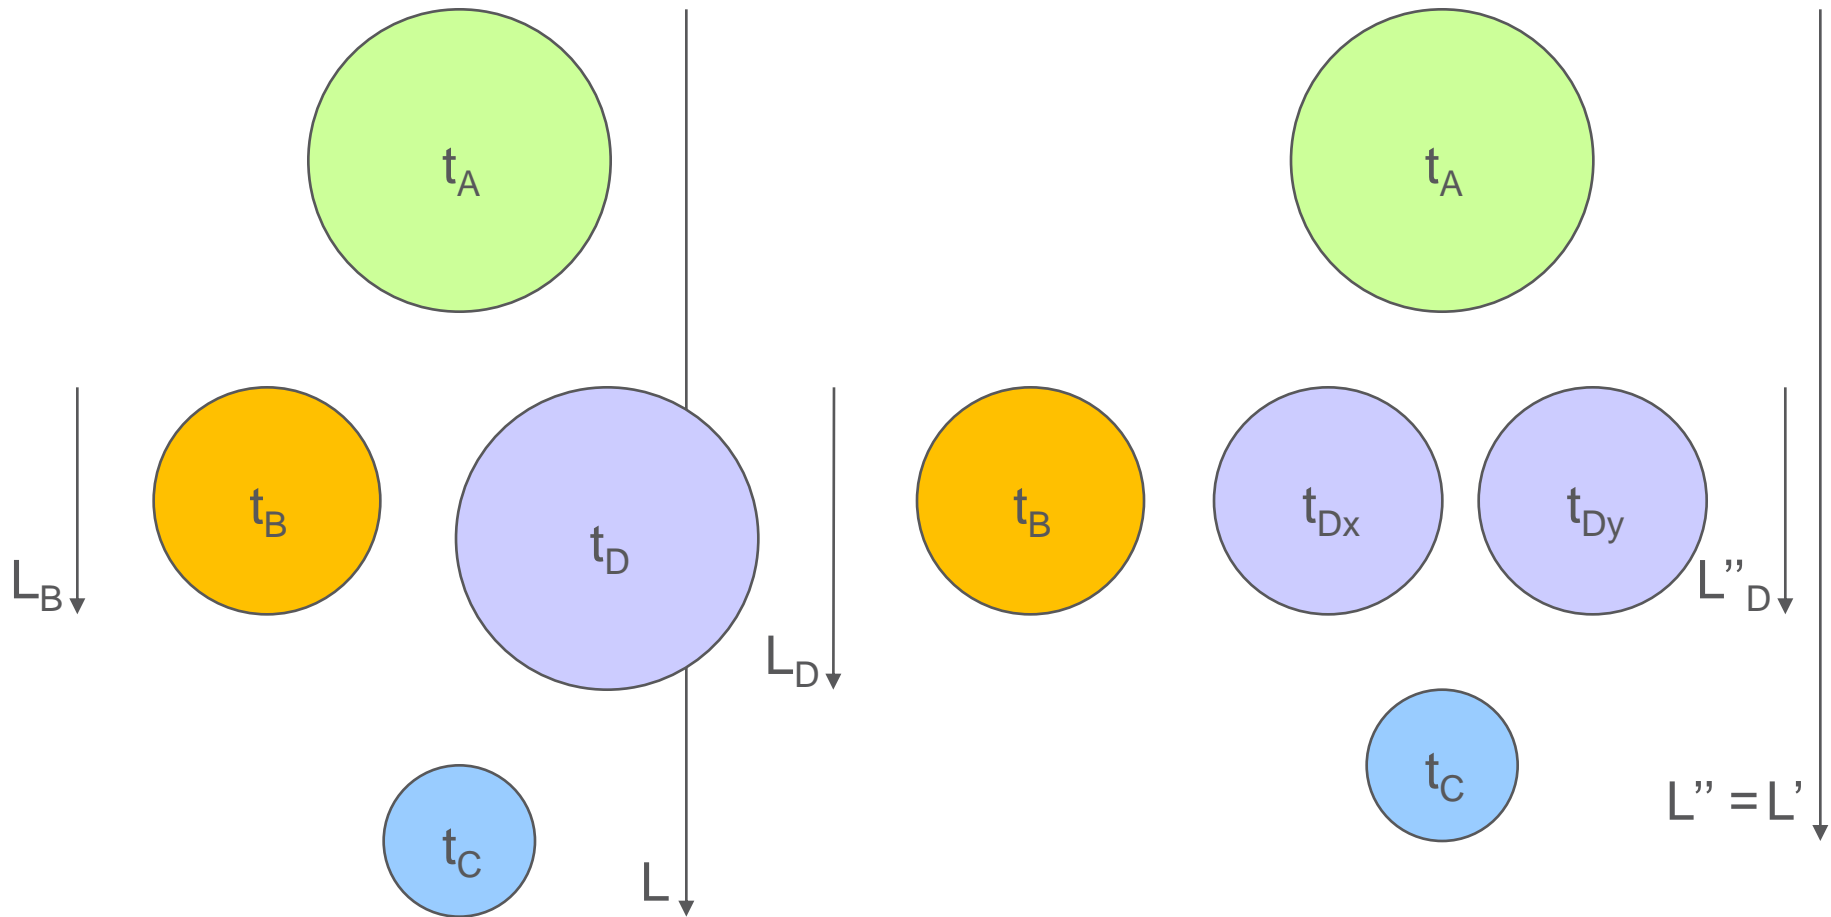 tA
tA
tB
tD
tB
tDx
tDy
LB
L”D
LD
tC
L” = L’
tC
L